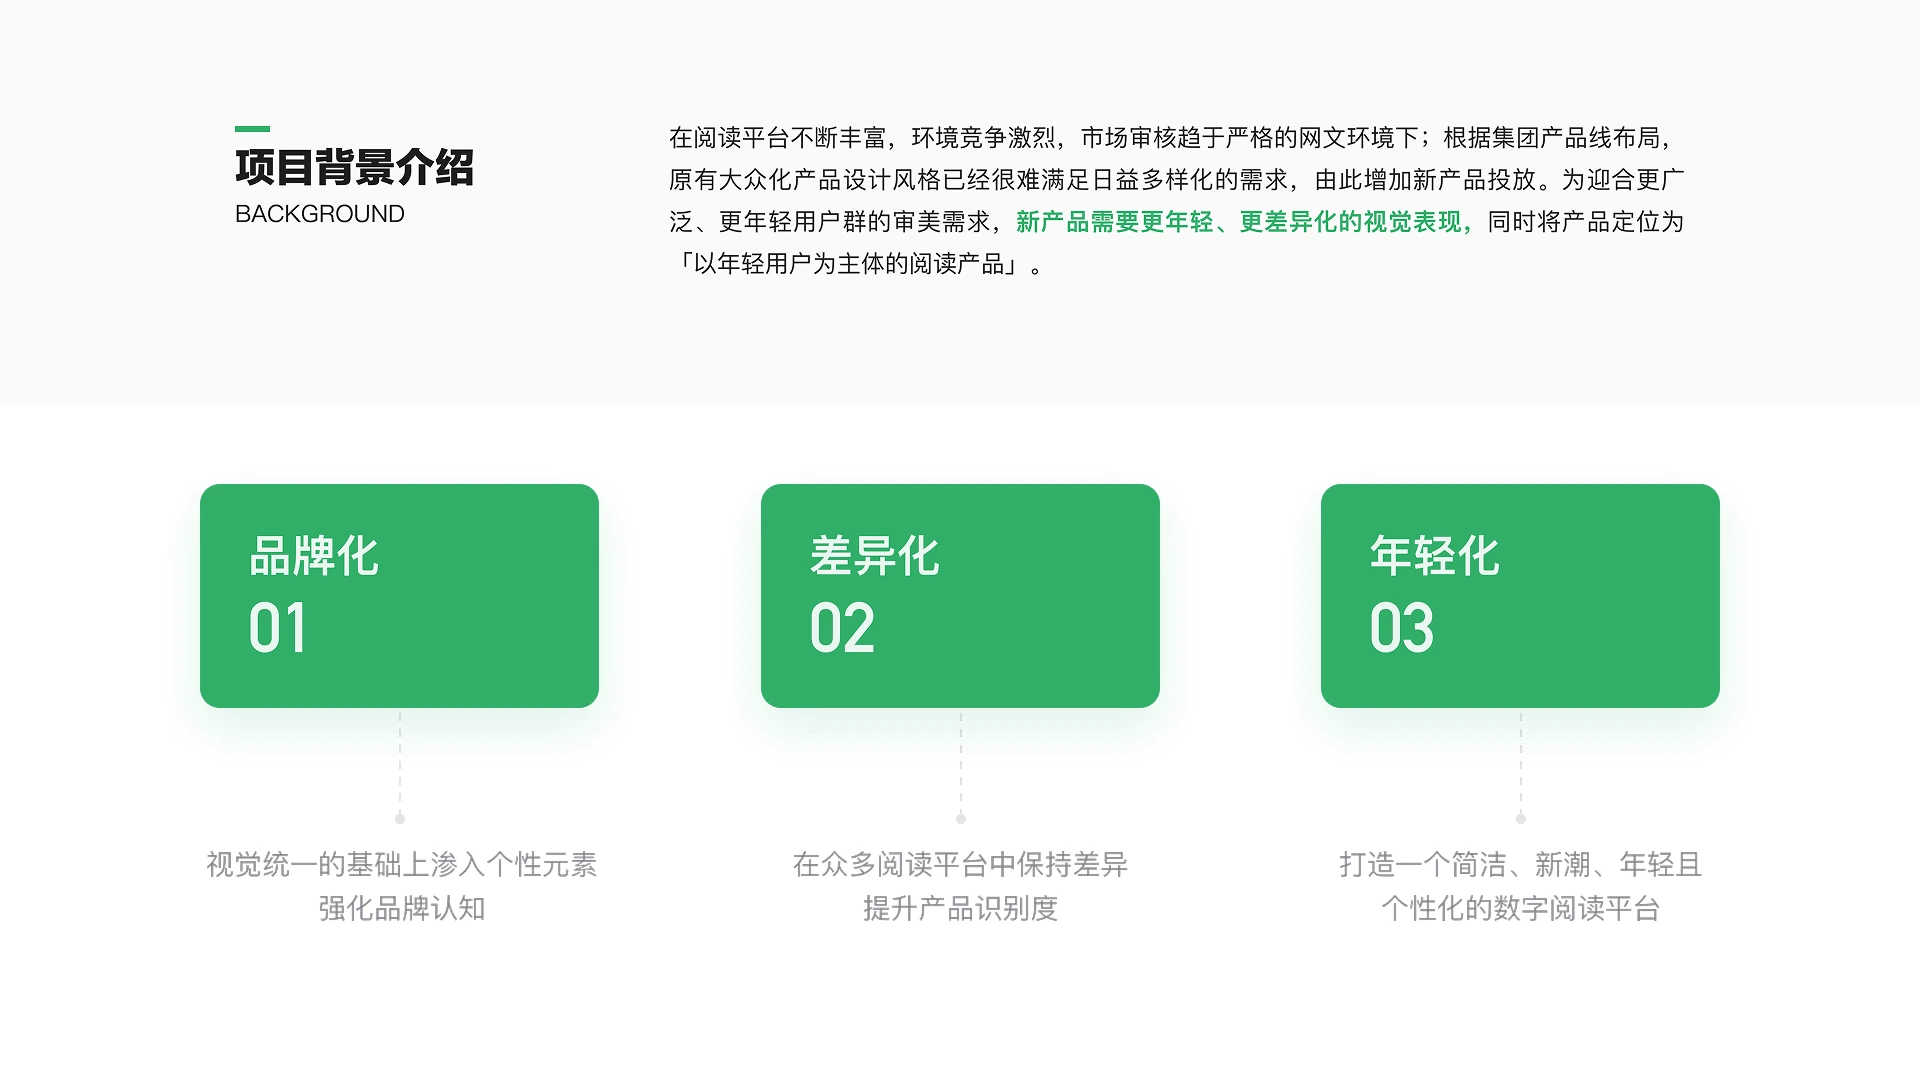 项目背景介绍
BACKGROUND
在阅读平台不断丰富，环境竞争激烈，市场审核趋于严格的网文环境下；根据集团产品线布局，
原有大众化产品设计风格已经很难满足日益多样化的需求，由此增加新产品投放。为迎合更广
泛、更年轻用户群的审美需求，新产品需要更年轻、更差异化的视觉表现，同时将产品定位为
「以年轻用户为主体的阅读产品」。
品牌化
01
视觉统一的基础上渗入个性元素
强化品牌认知
差异化
02
在众多阅读平台中保持差异
提升产品识别度
年轻化
03
打造一个简洁、新潮、年轻且
个性化的数字阅读平台